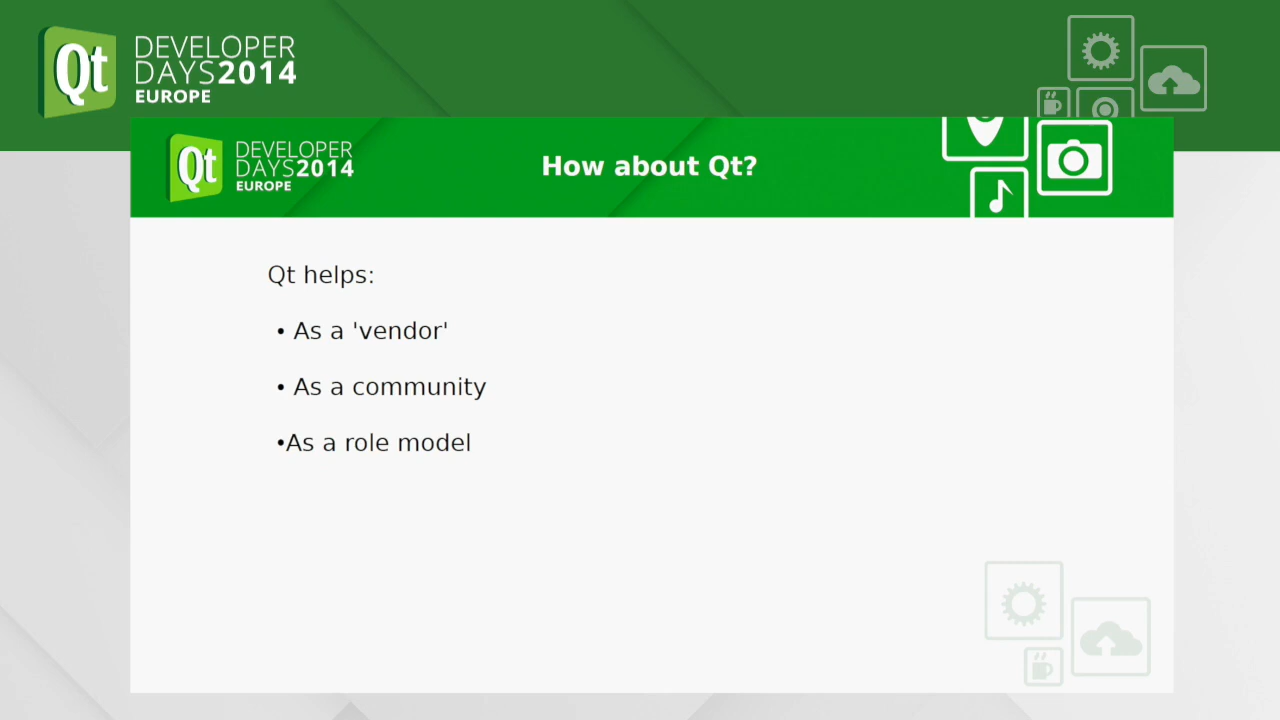 Qt DEVELOPER
DAYS2014
EUROPE
Qt DEVELOPER
DAYS2014
EUROPE
How about Qt?
Qt helps:
• As a 'vendor'
• As a community
•As a role model